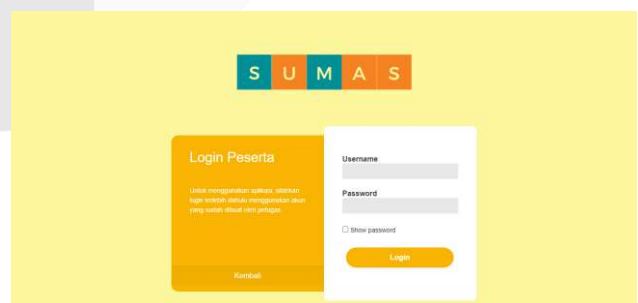 SUMAS
Login Peserta
Untuk menggunakan aplikasi, silahkan
login terlebih dahulu menggunakan akun
yang sudah dibuat oleh petugas
Kembali
Username
Password
Show password
Login